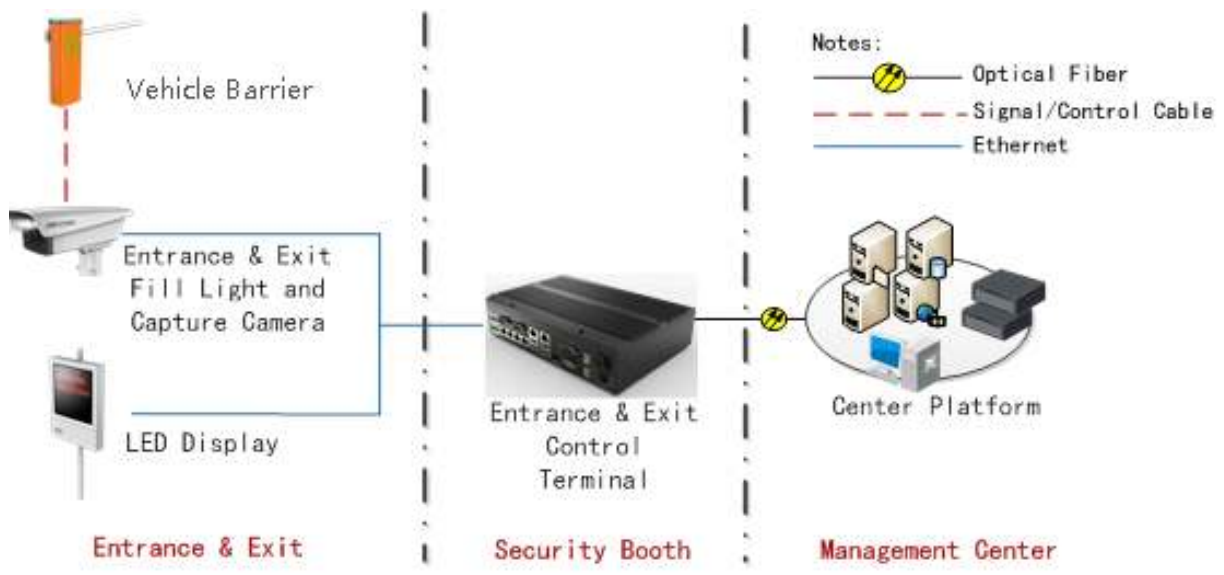 Vehicle Barrier
Notes:
Optical Fiber
Signal/Control Cable
Ethernet
Entrance & Exit
Fill Light and
Capture Camera
LED Display
Entrance & Exit
Control
Terminal
Center Platform
Entrance & Exit
Security Booth
Management Center